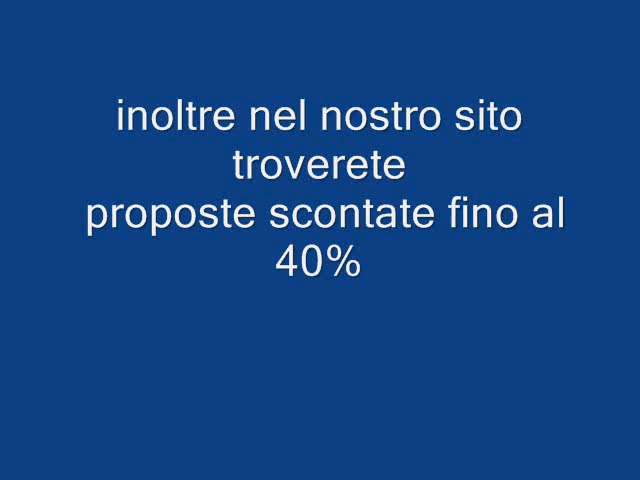 inoltre nel nostro sito
troverete
proposte scontate fino al
40%